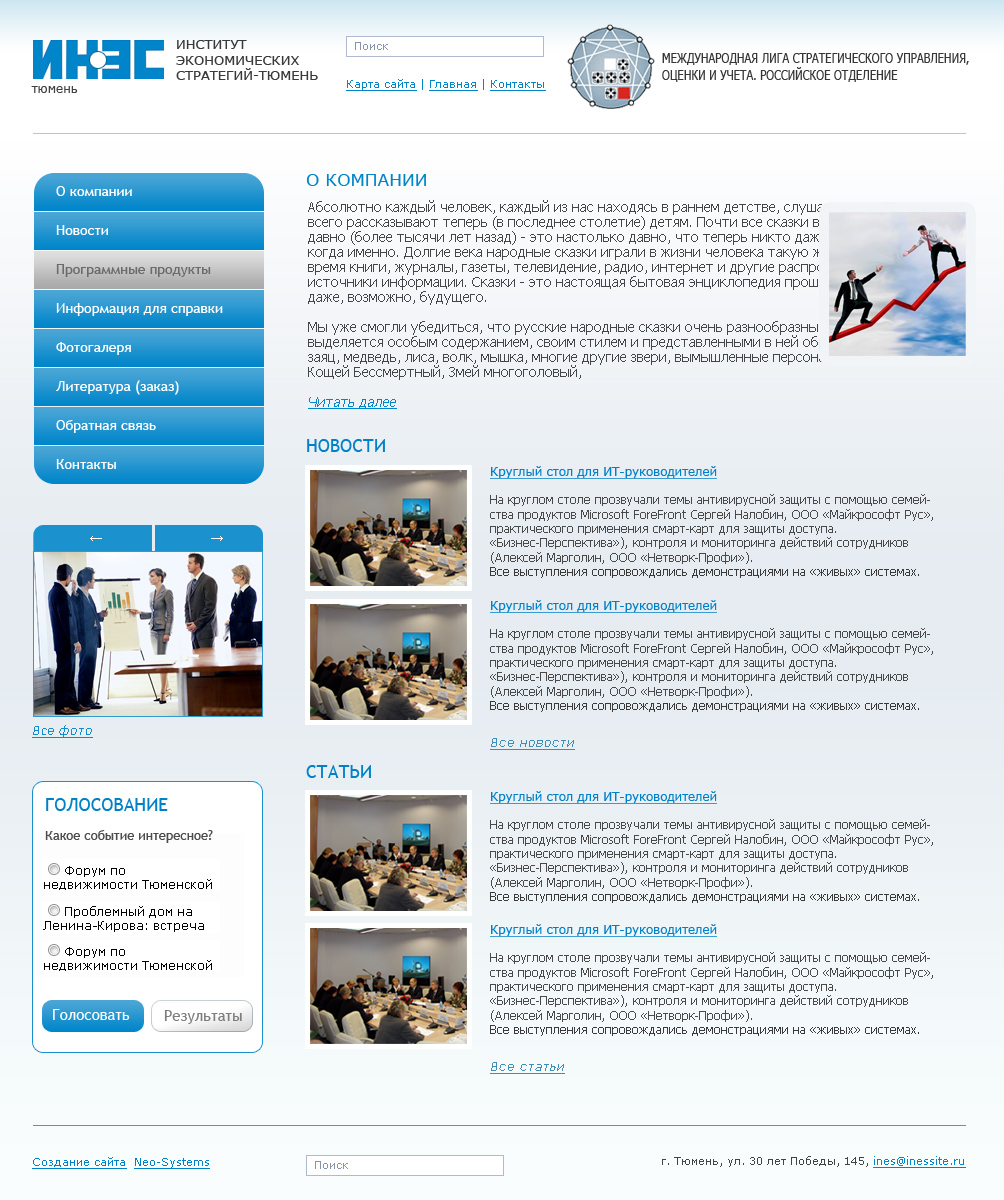 ИНЭС
тюмень
ИНСТИТУТ
ЭКОНОМИЧЕСКИХ
СТРАТЕГИЙ-ТЮМЕНЬ
Поиск
Карта сайта | Главная | Контакты
МЕЖДУНАРОДНАЯ ЛИГА СТРАТЕГИЧЕСКОГО УПРАВЛЕНИЯ,
ОЦЕНКИ И УЧЕТА. РОССИЙСКОЕ ОТДЕЛЕНИЕ
О компании
Новости
Программные продукты
Информация для справки
Фотогалеря
Литература (заказ)
Обратная связь
Контакты
← →
Все фото
ГОЛОСОВАНИЕ
Какое событие интересное?
Форум по
недвижимости Тюменской
Проблемный дом на
Ленина-Кирова: встреча
Форум по
недвижимости Тюменской
Голосовать Результаты
О КОМПАНИИ
Абсолютно каждый человек, каждый из нас находясь в раннем детстве, слуша
всего рассказывают теперь (в последнее столетие) детям. Почти все сказки в
давно (более тысячи лет назад) - это настолько давно, что теперь никто даж
когда именно. Долгие века народные сказки играли в жизни человека такую ж
время книги, журналы, газеты, телевидение, радио, интернет и другие распро
источники информации. Сказки - это настоящая бытовая энциклопедия прош
даже, возможно, будущего.
Мы уже смогли убедиться, что русские народные сказки очень разнообразны
выделяется особым содержанием, своим стилем и представленными в ней об
заяц, медведь, лиса, волк, мышка, многие другие звери, вымышленные персона
Кощей Бессмертный, Змей многоголовый,
Читать далее
НОВОСТИ
Круглый стол для ИТ-руководителей
На круглом столе прозвучали темы антивирусной защиты с помощью семей-
ства продуктов Microsoft ForeFront Сергей Налобин, ООО «Майкрософт Рус»,
практического применения смарт-карт для защиты доступа.
«Бизнес-Перспектива»), контроля и мониторинга действий сотрудников
(Алексей Марголин, ООО «Нетворк-Профи»).
Все выступления сопровождались демонстрациями на «живых» системах.
Круглый стол для ИТ-руководителей
На круглом столе прозвучали темы антивирусной защиты с помощью семей-
ства продуктов Microsoft ForeFront Сергей Налобин, ООО «Майкрософт Рус»,
практического применения смарт-карт для защиты доступа.
«Бизнес-Перспектива»), контроля и мониторинга действий сотрудников
(Алексей Марголин, ООО «Нетворк-Профи»).
Все выступления сопровождались демонстрациями на «живых» системах.
Все новости
СТАТЬИ
Круглый стол для ИТ-руководителей
На круглом столе прозвучали темы антивирусной защиты с помощью семей-
ства продуктов Microsoft ForeFront Сергей Налобин, ООО «Майкрософт Рус»,
практического применения смарт-карт для защиты доступа.
«Бизнес-Перспектива»), контроля и мониторинга действий сотрудников
(Алексей Марголин, ООО «Нетворк-Профи»).
Все выступления сопровождались демонстрациями на «живых» системах.
Круглый стол для ИТ-руководителей
На круглом столе прозвучали темы антивирусной защиты с помощью семей-
ства продуктов Microsoft ForeFront Сергей Налобин, ООО «Майкрософт Рус»,
практического применения смарт-карт для защиты доступа.
«Бизнес-Перспектива»), контроля и мониторинга действий сотрудников
(Алексей Марголин, ООО «Нетворк-Профи»).
Все выступления сопровождались демонстрациями на «живых» системах.
Все статьи
Создание сайта Neo-Systems
Поиск
г. Тюмень, ул. 30 лет Победы, 145, ines@inessite.ru